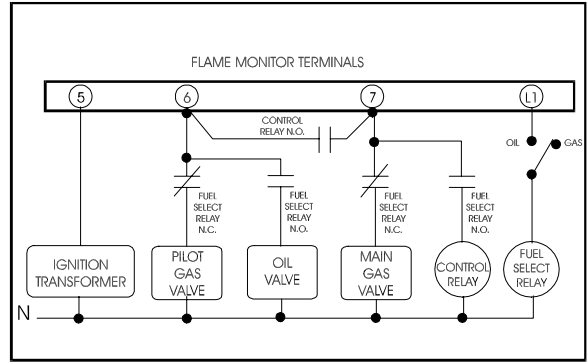 FLAME MONITOR TERMINALS
5
6
7
L1
CONTROL
RELAY N.O.
OIL
GAS
FUEL
SELECT
RELAY
N.C.
FUEL
SELECT
RELAY
N.O.
FUEL
SELECT
RELAY
N.C.
FUEL
SELECT
RELAY
N.O.
IGNITION
TRANSFORMER
PILOT
GAS
VALVE
OIL
VALVE
MAIN
GAS
VALVE
CONTROL
RELAY
FUEL
SELECT
RELAY
N